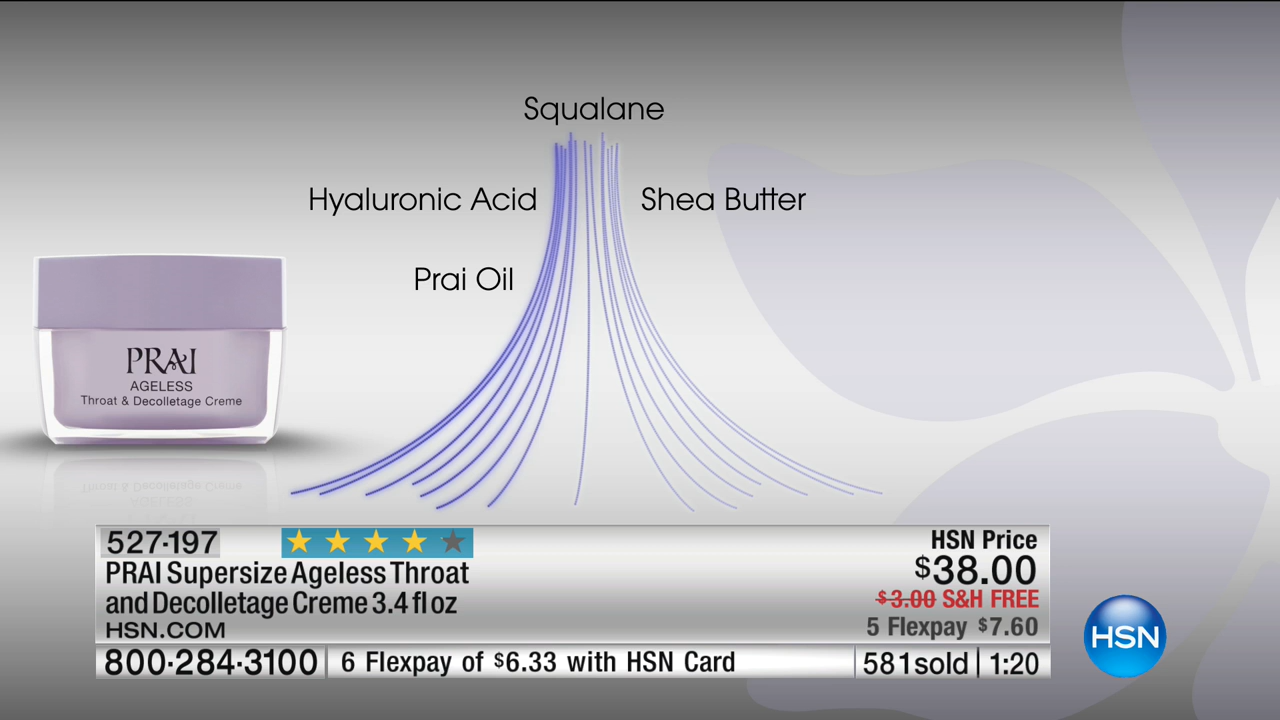 Squalane
Hyaluronic Acid
Shea Butter
Prai Oil
PRAI
AGELESS
Throat & Decolletage Creme
527-197
PRAI Supersize Ageless Throat
and Decolletage Creme 3.4 fl oz
HSN.COM
HSN Price
$38.00
$3.00 S&H FREE
5 Flexpay $7.60
800-284-3100
6 Flexpay of $6.33 with HSN Card
581 sold
1:20
HSN